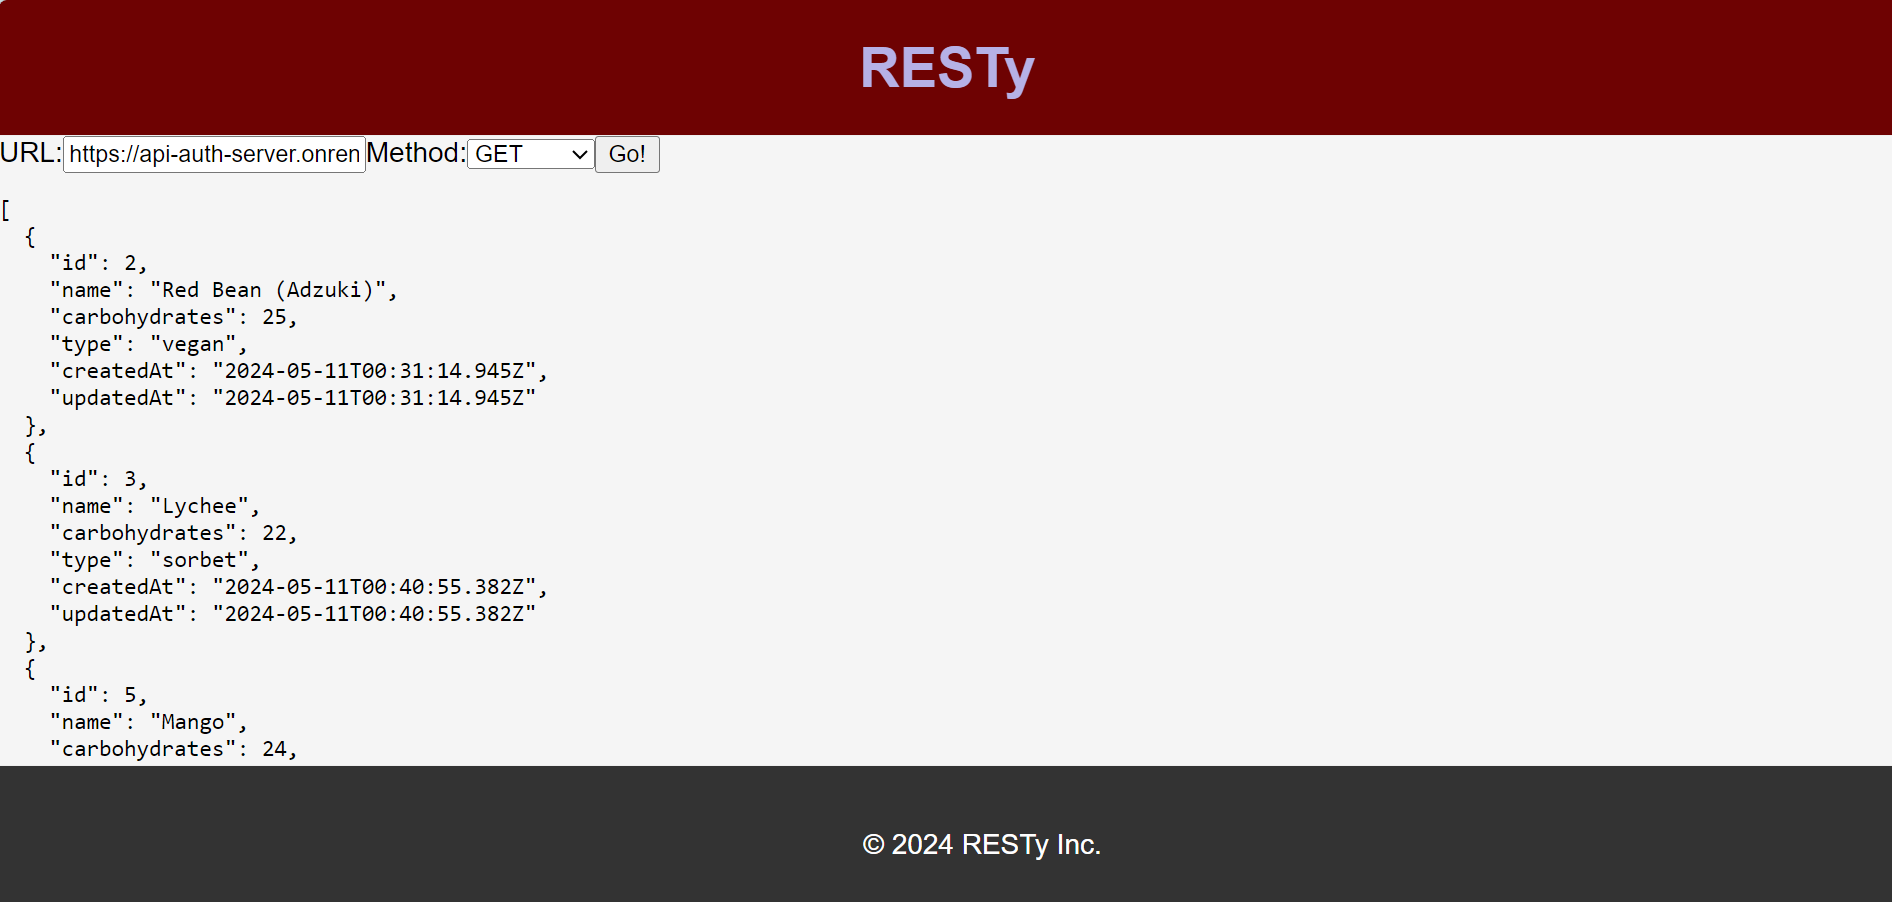 RESTy
URL: https://api-auth-server.onren Method: GET Go!
[
  {
    "id": 2,
    "name": "Red Bean (Adzuki)",
    "carbohydrates": 25,
    "type": "vegan",
    "createdAt": "2024-05-11T00:31:14.945Z",
    "updatedAt": "2024-05-11T00:31:14.945Z"
  },
  {
    "id": 3,
    "name": "Lychee",
    "carbohydrates": 22,
    "type": "sorbet",
    "createdAt": "2024-05-11T00:40:55.382Z",
    "updatedAt": "2024-05-11T00:40:55.382Z"
  },
  {
    "id": 5,
    "name": "Mango",
    "carbohydrates": 24,
© 2024 RESTy Inc.